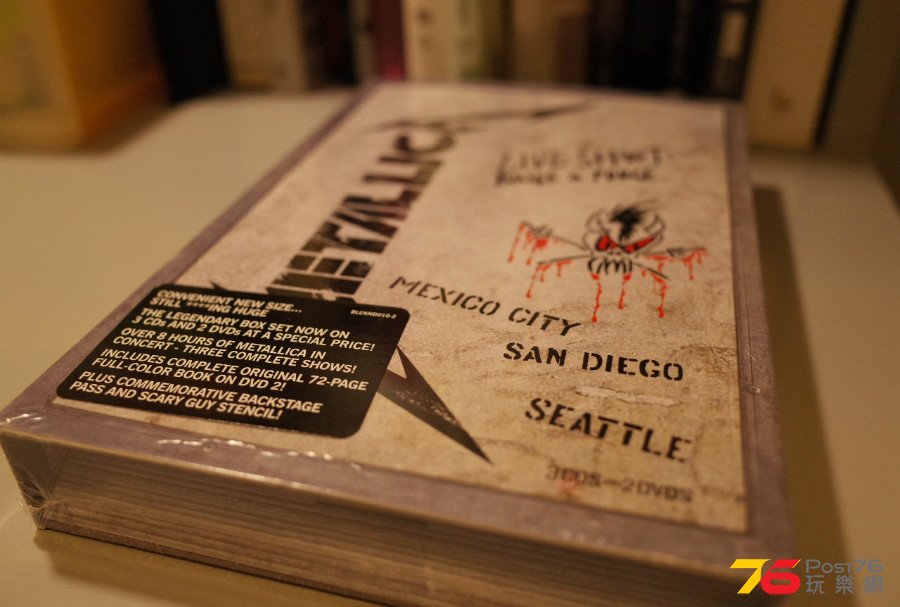 METALLICA
LIVE SH*T:
BINGE & PURGE
MEXICO CITY
SAN DIEGO
SEATTLE
3CDS 2DVDS
CONVENIENT NEW SIZE...
STILL ****ING HUGE
BLCKND010-2
THE LEGENDARY BOX SET NOW ON
3 CDs AND 2 DVDs AT A SPECIAL PRICE!
OVER 8 HOURS OF METALLICA IN
CONCERT - THREE COMPLETE SHOWS!
INCLUDES COMPLETE ORIGINAL 72-PAGE
FULL-COLOR BOOK ON DVD 2!
PLUS COMMEMORATIVE BACKSTAGE
PASS AND SCARY GUY STENCIL!
76 Post76
玩樂網